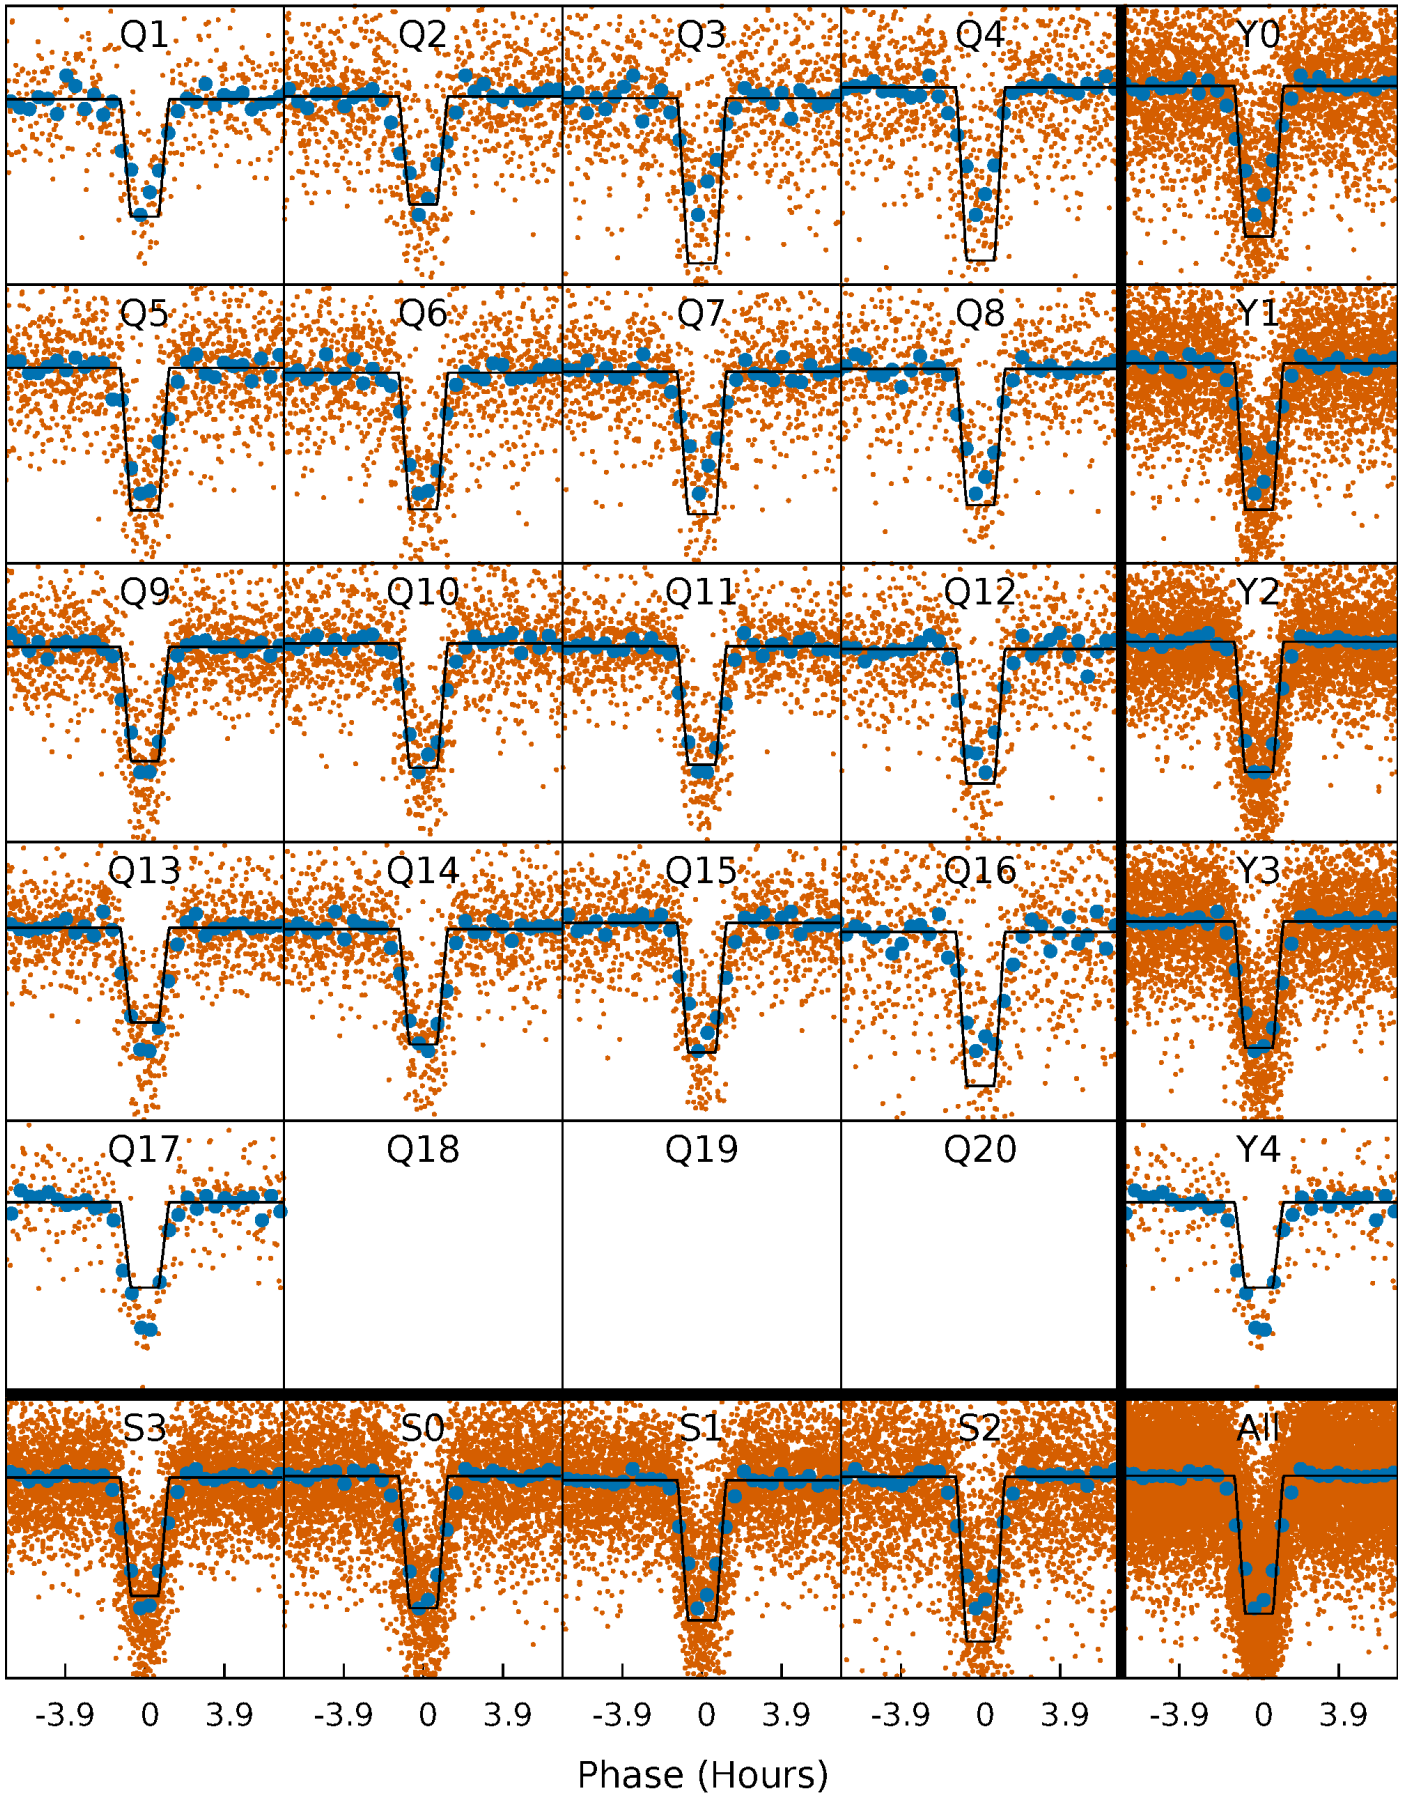 Q1 Q2 Q3 Q4 Y0
Q5 Q6 Q7 Q8 Y1
Q9 Q10 Q11 Q12 Y2
Q13 Q14 Q15 Q16 Y3
Q17 Q18 Q19 Q20 Y4
S3 S0 S1 S2 All
-3.9 0 3.9 -3.9 0 3.9 -3.9 0 3.9 -3.9 0 3.9 -3.9 0 3.9
Phase (Hours)